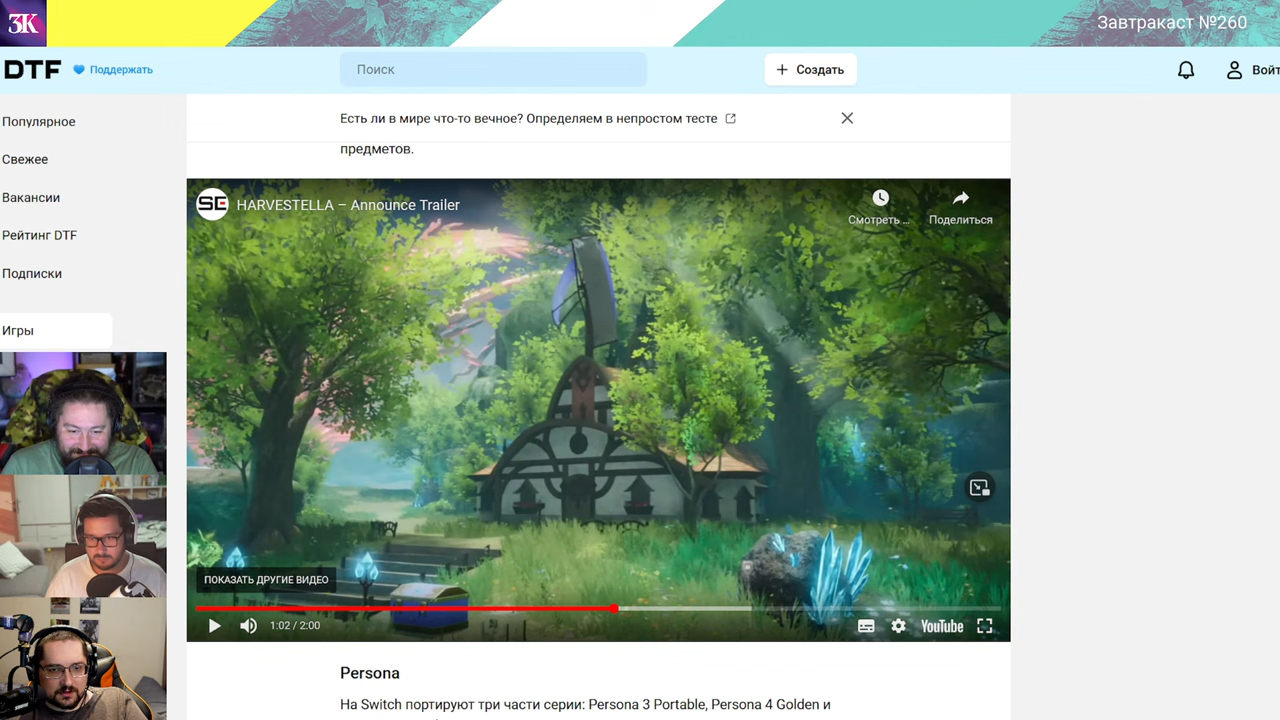 ЗК
Завтракаст №260
DTF
Поддержать
Поиск
+ Создать
Войт
Популярное
Свежее
Вакансии
Рейтинг DTF
Подписки
Игры
Есть ли в мире что-то вечное? Определяем в непростом тесте
предметов.
SE
HARVESTELLA – Announce Trailer
Смотреть ...
Поделиться
ПОКАЗАТЬ ДРУГИЕ ВИДЕО
1:02 / 2:00
YouTube
Persona
На Switch портируют три части серии: Persona 3 Portable, Persona 4 Golden и